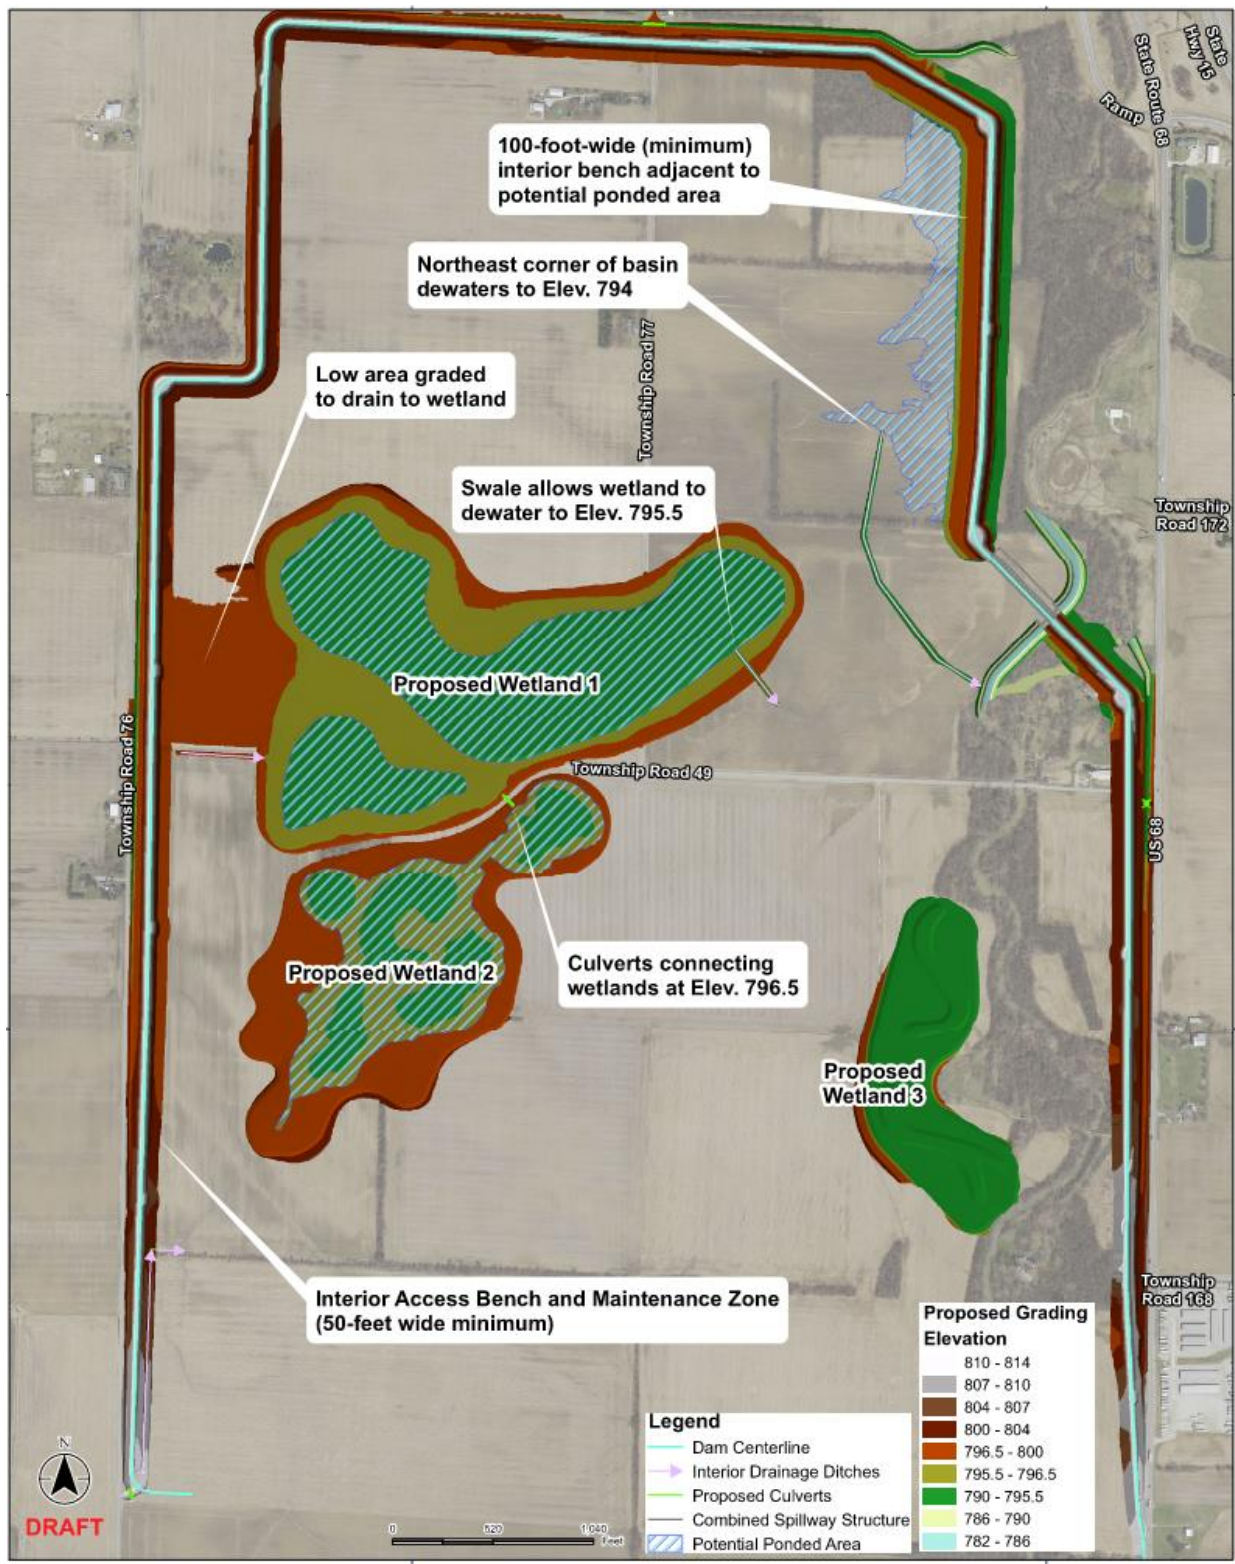 State
Hwy 15
State Route 68
Ramp
100-foot-wide (minimum)
interior bench adjacent to
potential ponded area
Northeast corner of basin
dewaters to Elev. 794
Township Road 77
Low area graded
to drain to wetland
Swale allows wetland to
dewater to Elev. 795.5
Township
Road 172
Proposed Wetland 1
Township Road 76
Township Road 49
US 68
Culverts connecting
wetlands at Elev. 796.5
Proposed Wetland 2
Proposed
Wetland 3
Interior Access Bench and Maintenance Zone
(50-feet wide minimum)
Township
Road 168
Proposed Grading
Elevation
810 - 814
807 - 810
804 - 807
800 - 804
796.5 - 800
795.5 - 796.5
790 - 795.5
786 - 790
782 - 786
Legend
Dam Centerline
Interior Drainage Ditches
Proposed Culverts
Combined Spillway Structure
Potential Ponded Area
N
DRAFT
0 520 1,040
Feet